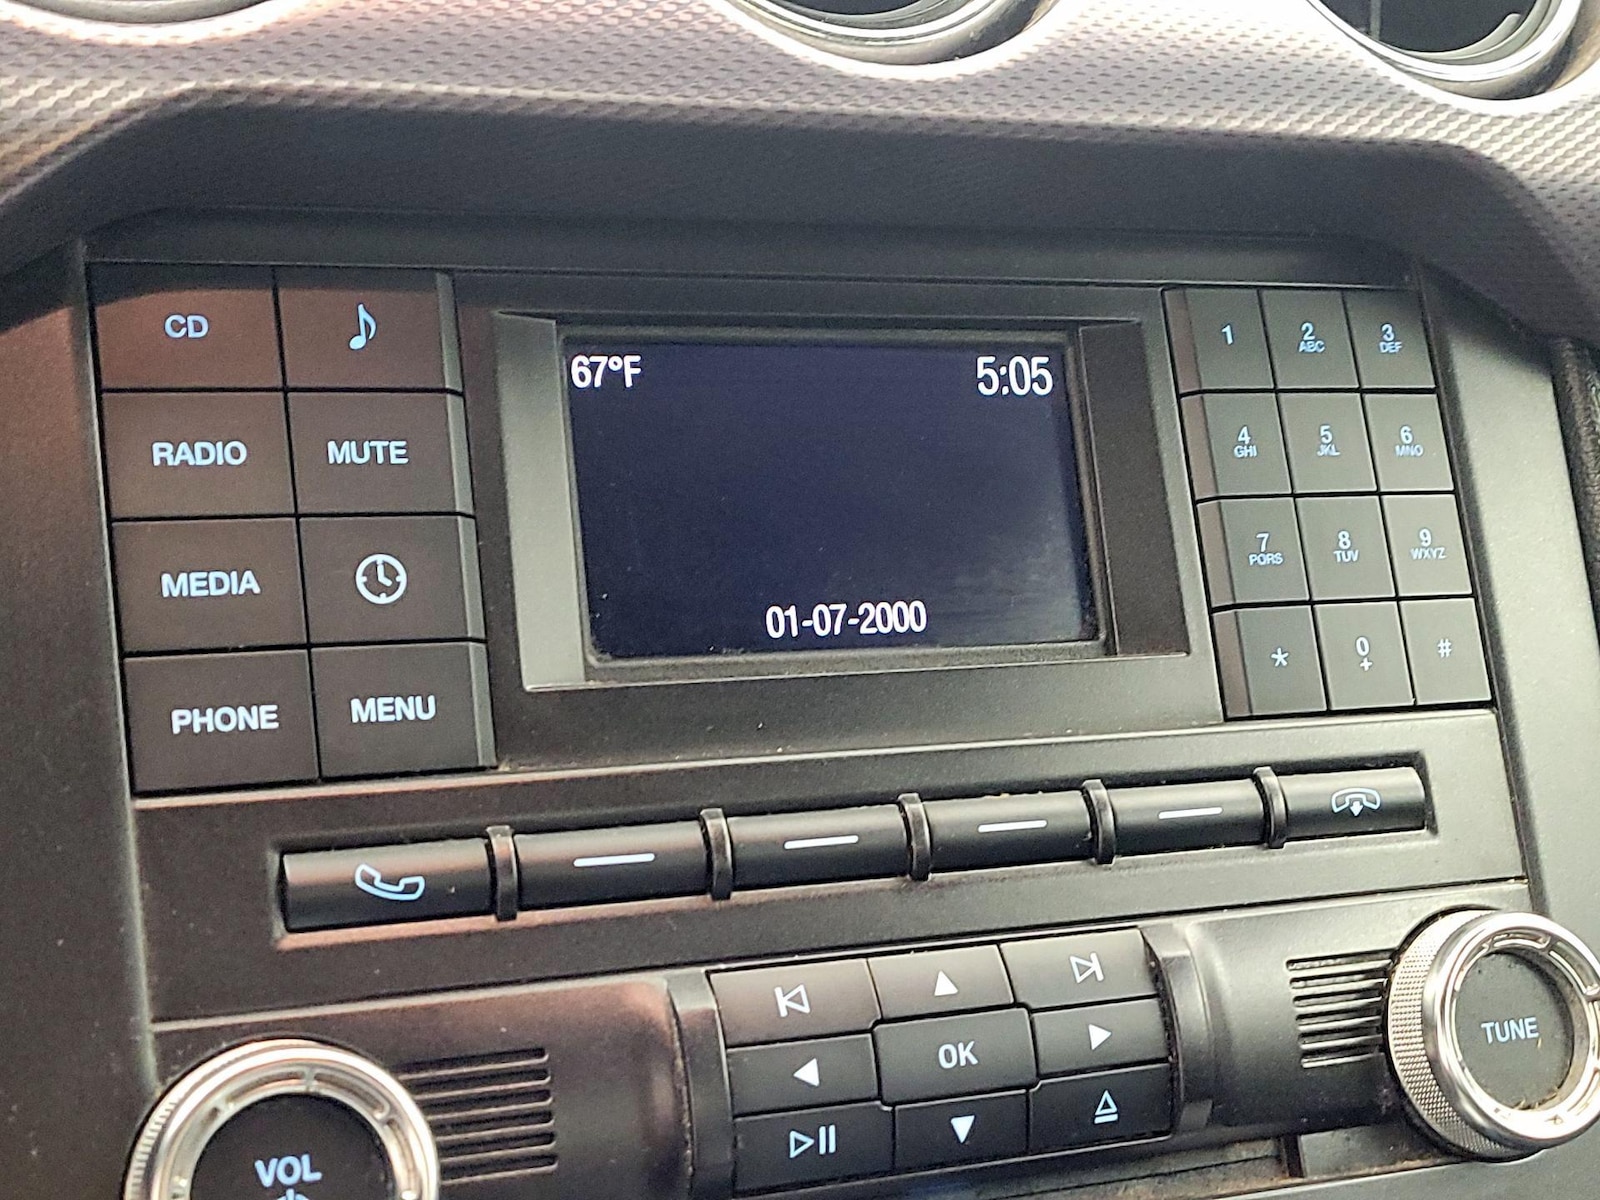 CD
RADIO MUTE
MEDIA
PHONE MENU
67°F 5:05
01-07-2000
1 2 3
ABC DEF
4 5 6
GHI JKL MNO
7 8 9
PQRS TUV WXYZ
* 0 #
+
OK
VOL
TUNE